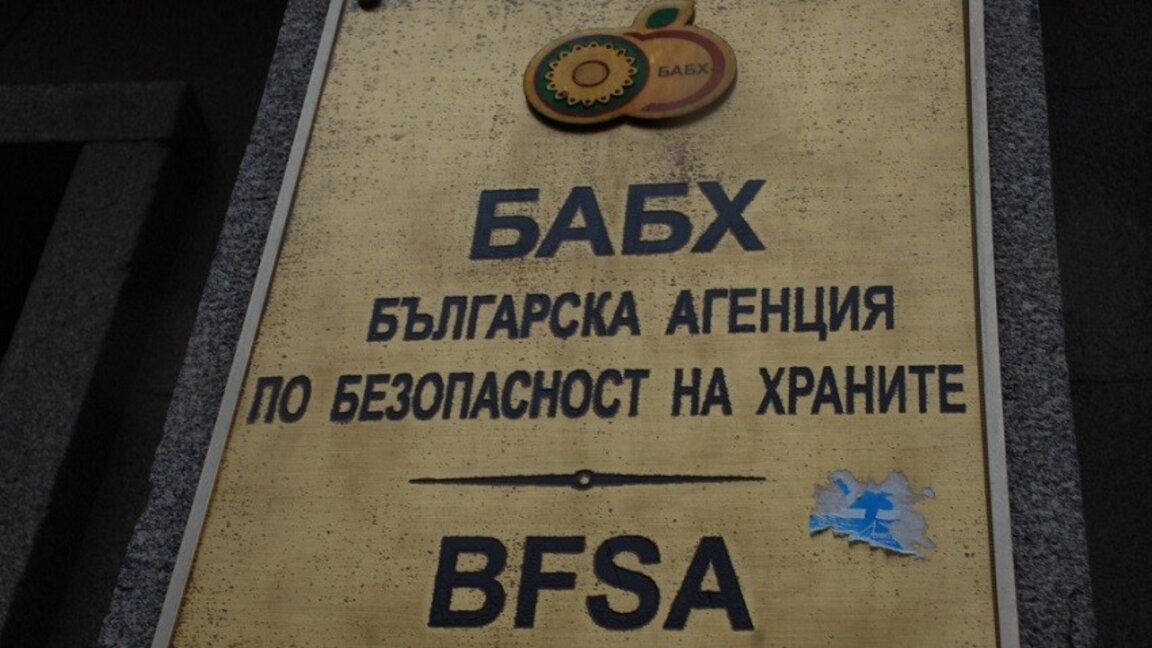 БАБХ
БАБХ
БЪЛГАРСКА АГЕНЦИЯ
ПО БЕЗОПАСНОСТ НА ХРАНИТЕ
BFSA